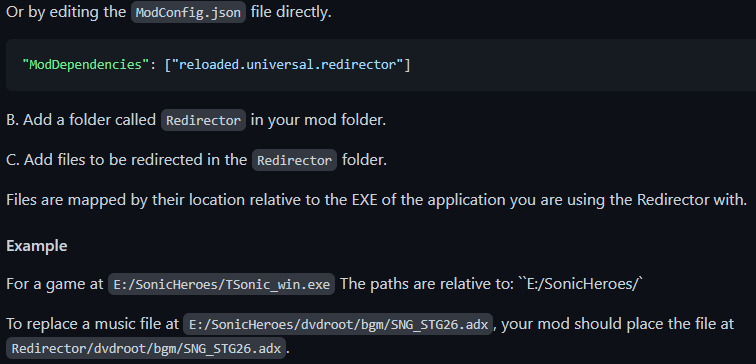 Or by editing the ModConfig.json file directly.
"ModDependencies": ["reloaded.universal.redirector"]
B. Add a folder called Redirector in your mod folder.
C. Add files to be redirected in the Redirector folder.
Files are mapped by their location relative to the EXE of the application you are using the Redirector with.
Example
For a game at E:/SonicHeroes/TSonic_win.exe The paths are relative to: ``E:/SonicHeroes/`
To replace a music file at E:/SonicHeroes/dvdroot/bgm/SNG_STG26.adx, your mod should place the file at
Redirector/dvdroot/bgm/SNG_STG26.adx.